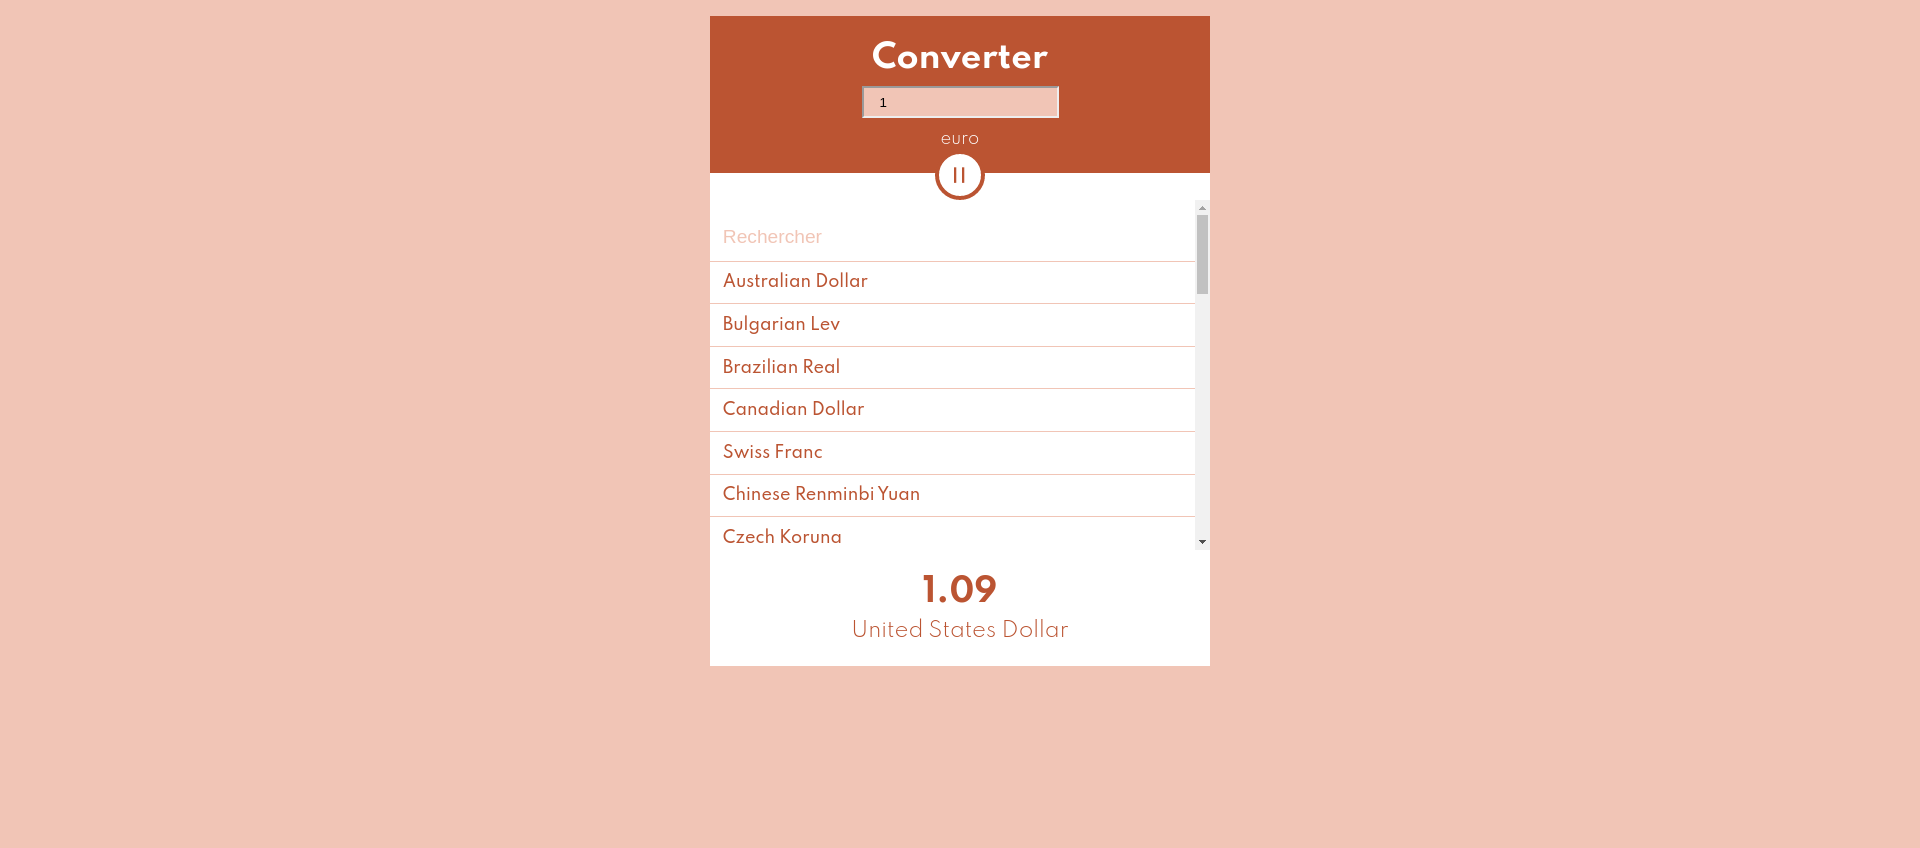 Converter
1
euro
Rechercher
Australian Dollar
Bulgarian Lev
Brazilian Real
Canadian Dollar
Swiss Franc
Chinese Renminbi Yuan
Czech Koruna
1.09
United States Dollar